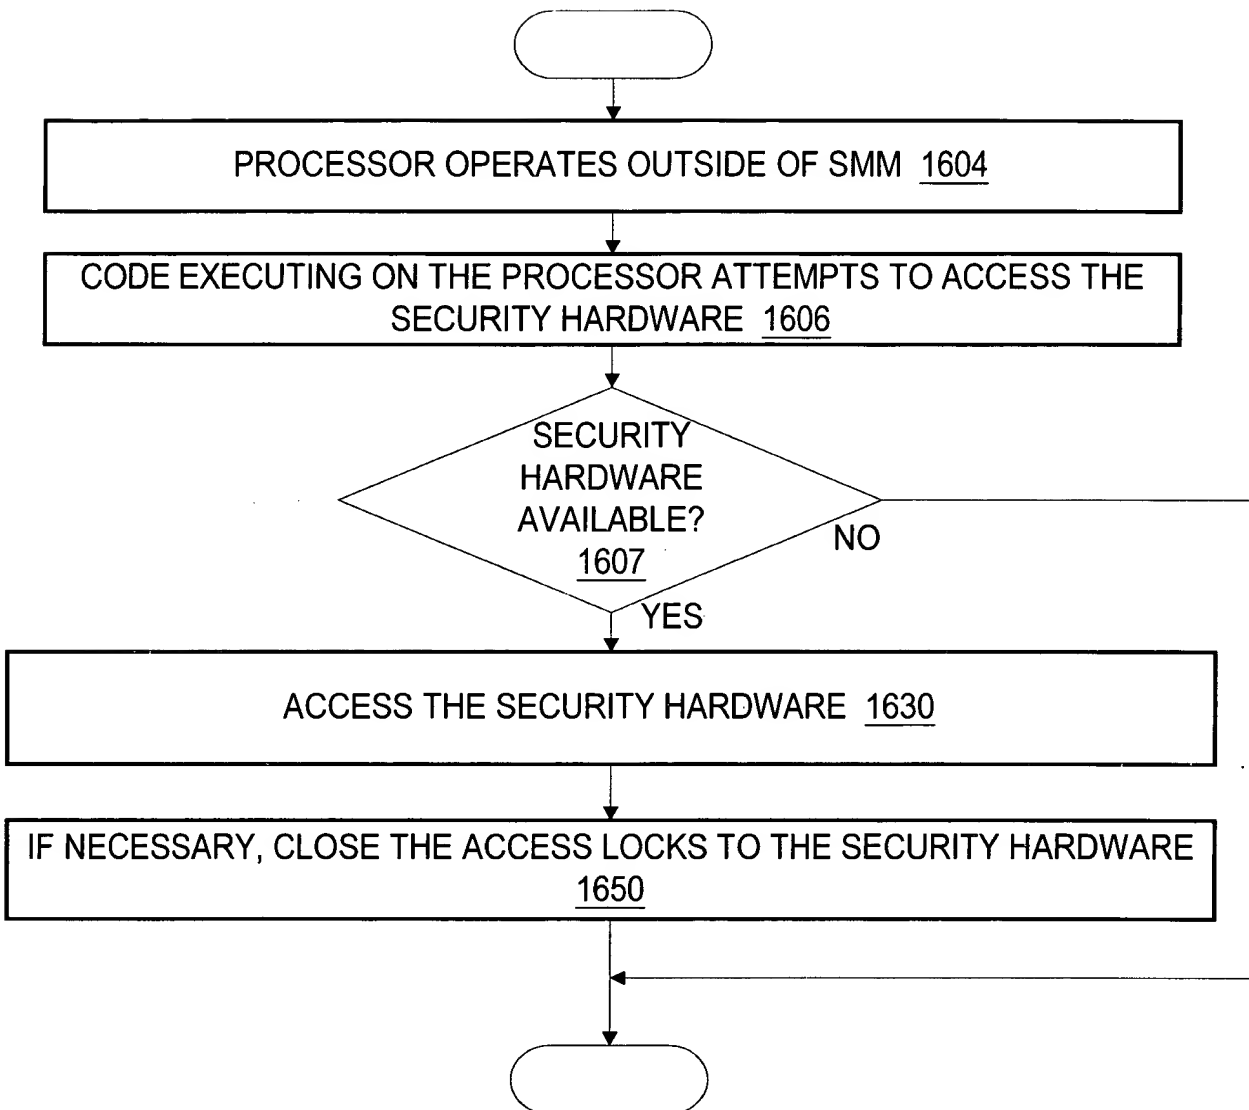 PROCESSOR OPERATES OUTSIDE OF SMM 1604
CODE EXECUTING ON THE PROCESSOR ATTEMPTS TO ACCESS THE
SECURITY HARDWARE 1606
SECURITY
HARDWARE
AVAILABLE?
1607
NO
YES
ACCESS THE SECURITY HARDWARE 1630
IF NECESSARY, CLOSE THE ACCESS LOCKS TO THE SECURITY HARDWARE
1650